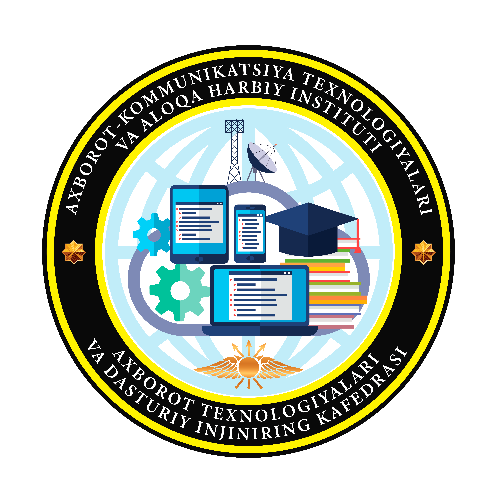 AXBOROT-KOMMUNIKATSIYA TEXNOLOGIYALARI
VA ALOQA HARBIY INSTITUTI
AXBOROT TEXNOLOGIYALARI
VA DASTURIY INJINIRING KAFEDRASI